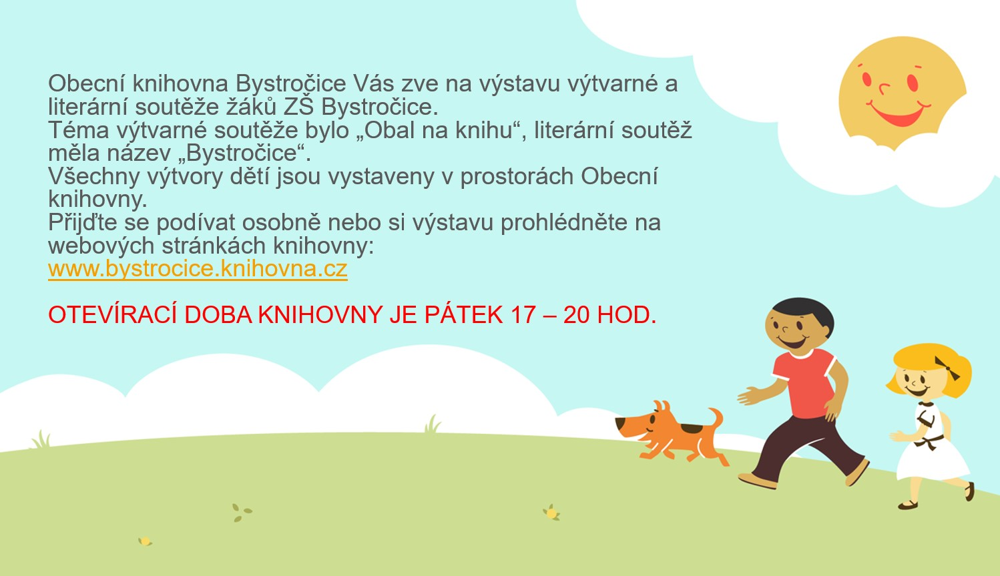 Obecní knihovna Bystročice Vás zve na výstavu výtvarné a
literární soutěže žáků ZŠ Bystročice.
Téma výtvarné soutěže bylo „Obal na knihu“, literární soutěž
měla název „Bystročice“.
Všechny výtvory dětí jsou vystaveny v prostorách Obecní
knihovny.
Přijďte se podívat osobně nebo si výstavu prohlédněte na
webových stránkách knihovny:
www.bystrocice.knihovna.cz
OTEVÍRACÍ DOBA KNIHOVNY JE PÁTEK 17 – 20 HOD.